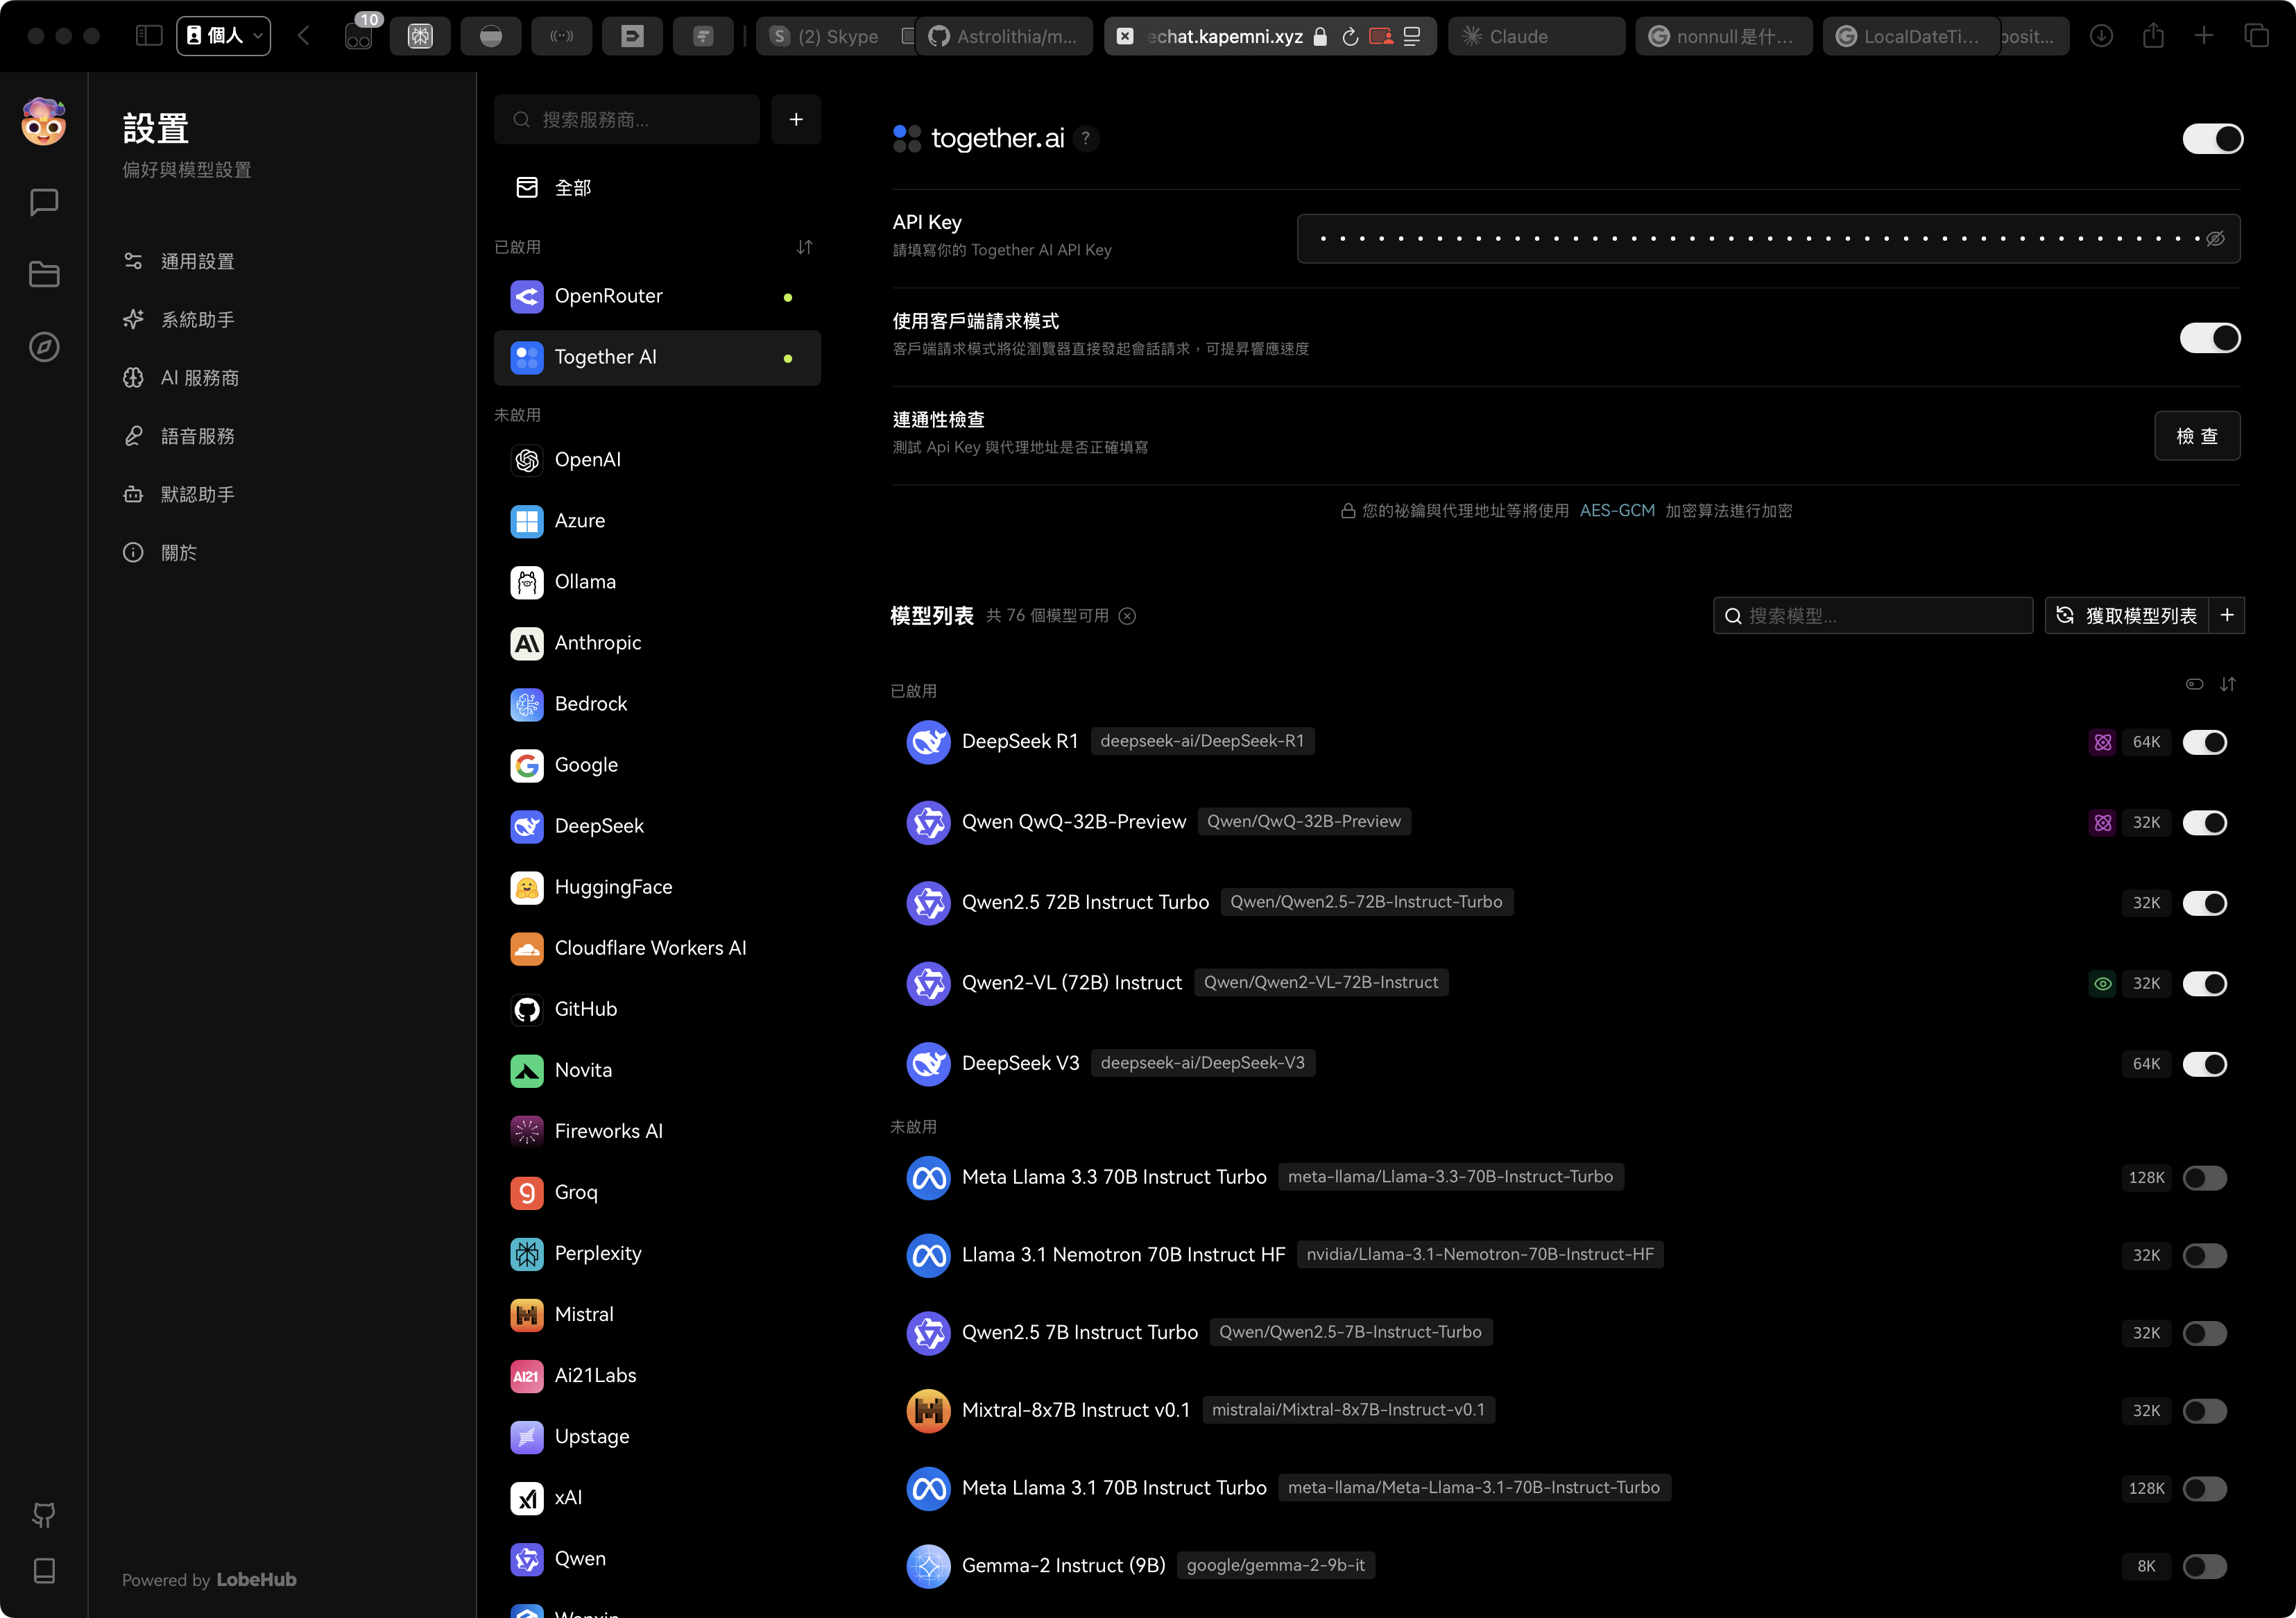 個人
10
(2) Skype
Astrolithia/m...
echat.kapemni.xyz
Claude
nonnull是什...
LocalDateTi...
posit...
設置
偏好與模型設置
通用設置
系統助手
AI 服務商
語音服務
默認助手
關於
Powered by LobeHub
搜索服務商...
全部
已啟用
OpenRouter
Together AI
未啟用
OpenAI
Azure
Ollama
Anthropic
Bedrock
Google
DeepSeek
HuggingFace
Cloudflare Workers AI
GitHub
Novita
Fireworks AI
Groq
Perplexity
Mistral
Ai21Labs
Upstage
xAI
Qwen
together.ai
API Key
請填寫你的 Together AI API Key
使用客戶端請求模式
客戶端請求模式將從瀏覽器直接發起會話請求，可提昇響應速度
連通性檢查
測試 Api Key 與代理地址是否正確填寫
檢 查
您的祕鑰與代理地址等將使用 AES-GCM 加密算法進行加密
模型列表 共 76 個模型可用
搜索模型...
獲取模型列表
已啟用
DeepSeek R1 deepseek-ai/DeepSeek-R1 64K
Qwen QwQ-32B-Preview Qwen/QwQ-32B-Preview 32K
Qwen2.5 72B Instruct Turbo Qwen/Qwen2.5-72B-Instruct-Turbo 32K
Qwen2-VL (72B) Instruct Qwen/Qwen2-VL-72B-Instruct 32K
DeepSeek V3 deepseek-ai/DeepSeek-V3 64K
未啟用
Meta Llama 3.3 70B Instruct Turbo meta-llama/Llama-3.3-70B-Instruct-Turbo 128K
Llama 3.1 Nemotron 70B Instruct HF nvidia/Llama-3.1-Nemotron-70B-Instruct-HF 32K
Qwen2.5 7B Instruct Turbo Qwen/Qwen2.5-7B-Instruct-Turbo 32K
Mixtral-8x7B Instruct v0.1 mistralai/Mixtral-8x7B-Instruct-v0.1 32K
Meta Llama 3.1 70B Instruct Turbo meta-llama/Meta-Llama-3.1-70B-Instruct-Turbo 128K
Gemma-2 Instruct (9B) google/gemma-2-9b-it 8K